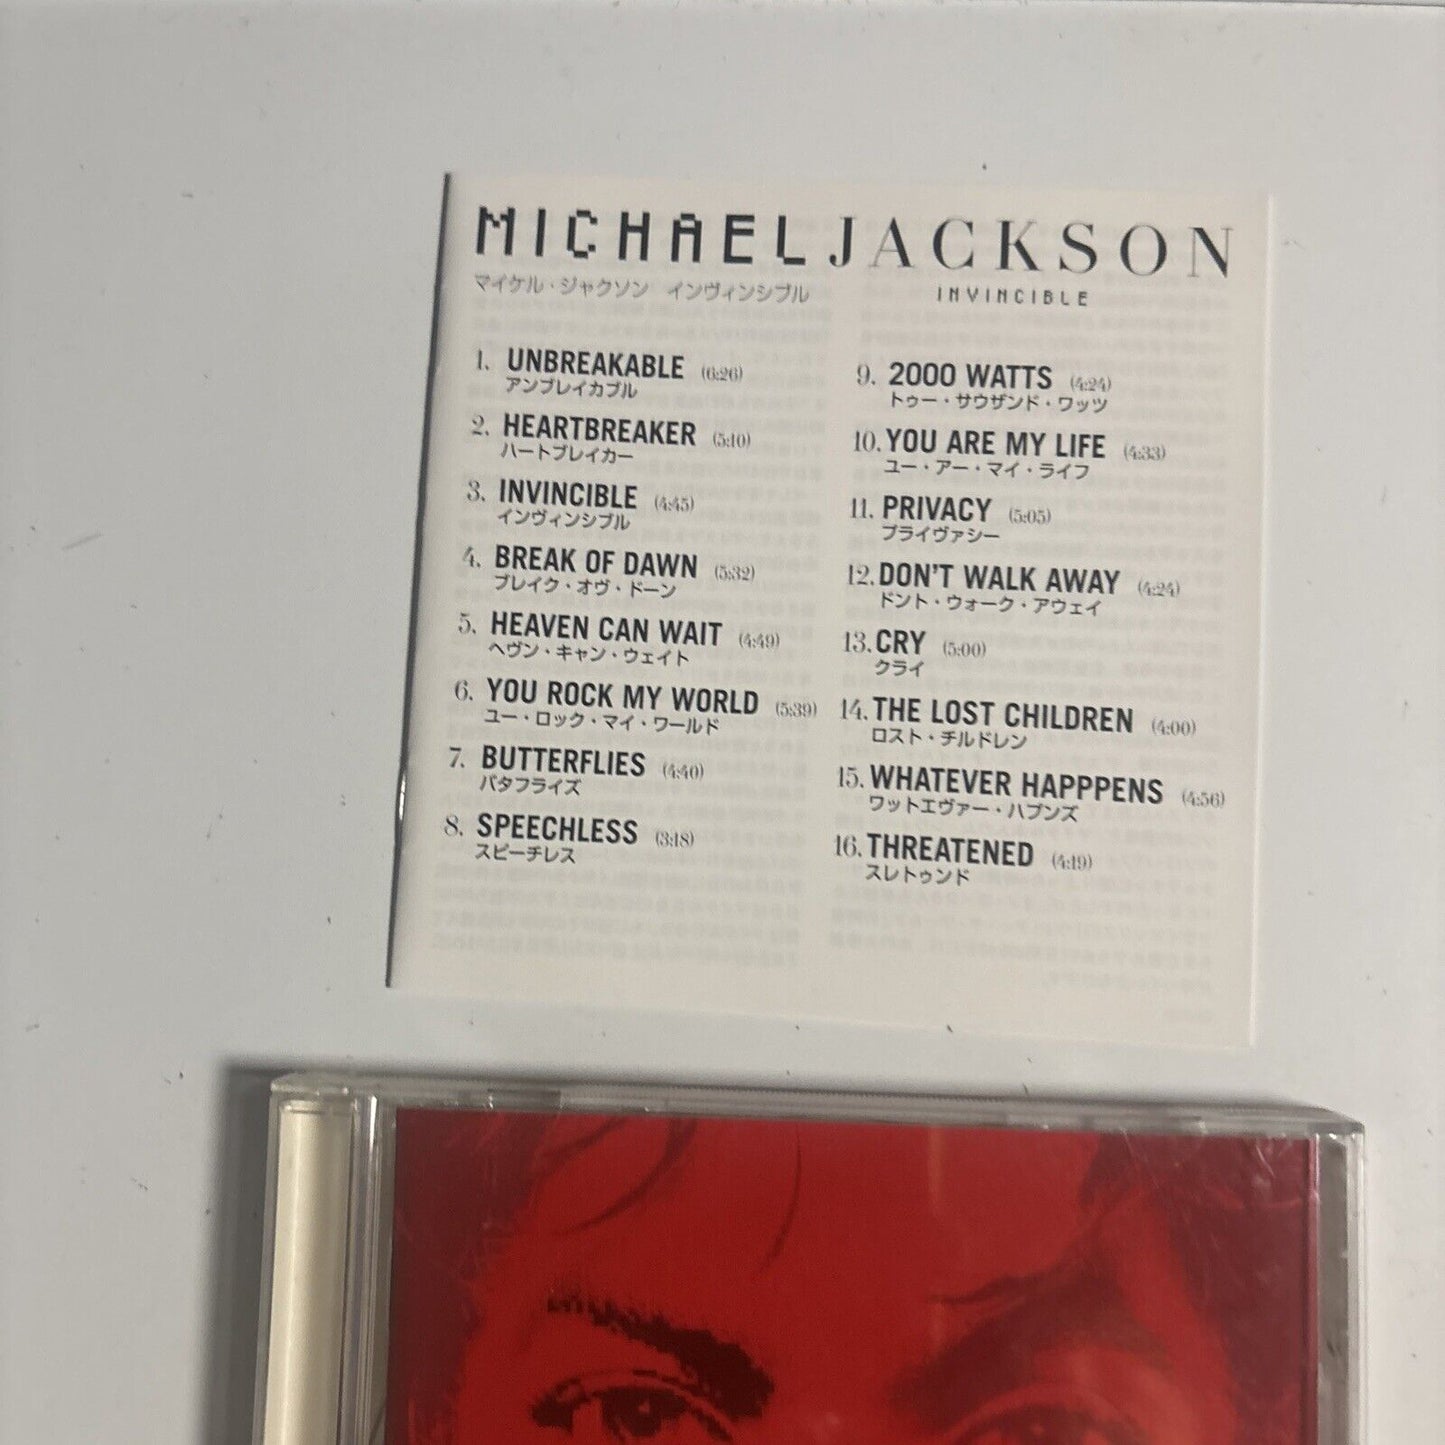 MICHAEL JACKSON
マイケル・ジャクソン インヴィンシブル
INVINCIBLE
1. UNBREAKABLE (6:26)
アンブレイカブル
2. HEARTBREAKER (5:10)
ハートブレイカー
3. INVINCIBLE (4:45)
インヴィンシブル
4. BREAK OF DAWN (5:32)
ブレイク・オヴ・ドーン
5. HEAVEN CAN WAIT (4:49)
ヘヴン・キャン・ウェイト
6. YOU ROCK MY WORLD (5:39)
ユー・ロック・マイ・ワールド
7. BUTTERFLIES (4:40)
バタフライズ
8. SPEECHLESS (3:18)
スピーチレス
9. 2000 WATTS (4:24)
トゥー・サウザンド・ワッツ
10. YOU ARE MY LIFE (4:33)
ユー・アー・マイ・ライフ
11. PRIVACY (5:05)
プライヴァシー
12. DON'T WALK AWAY (4:24)
ドント・ウォーク・アウェイ
13. CRY (5:00)
クライ
14. THE LOST CHILDREN (4:00)
ロスト・チルドレン
15. WHATEVER HAPPPENS (4:56)
ワットエヴァー・ハプンズ
16. THREATENED (4:19)
スレトゥンド